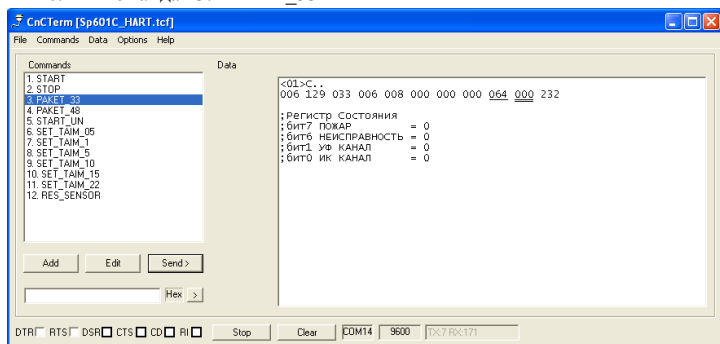 CnCTerm [Sp601C_HART.tcf]
File Commands Data Options Help
Commands
Data
1. START
2. STOP
3. PAKET_33
4. PAKET_48
5. START_UN
6. SET_TAIM_05
7. SET_TAIM_1
8. SET_TAIM_5
9. SET_TAIM_10
10. SET_TAIM_15
11. SET_TAIM_22
12. RES_SENSOR
<01>C..
006 129 033 006 008 000 000 000 064 000 232
;Регистр Состояния
;бит7 ПОЖАР = 0
;бит6 НЕИСПРАВНОСТЬ = 0
;бит1 УФ КАНАЛ = 0
;бит0 ИК КАНАЛ = 0
Add Edit Send >
Hex >
DTR RTS DSR CTS CD RI Stop Clear COM14 9600 TX:7 RX:171